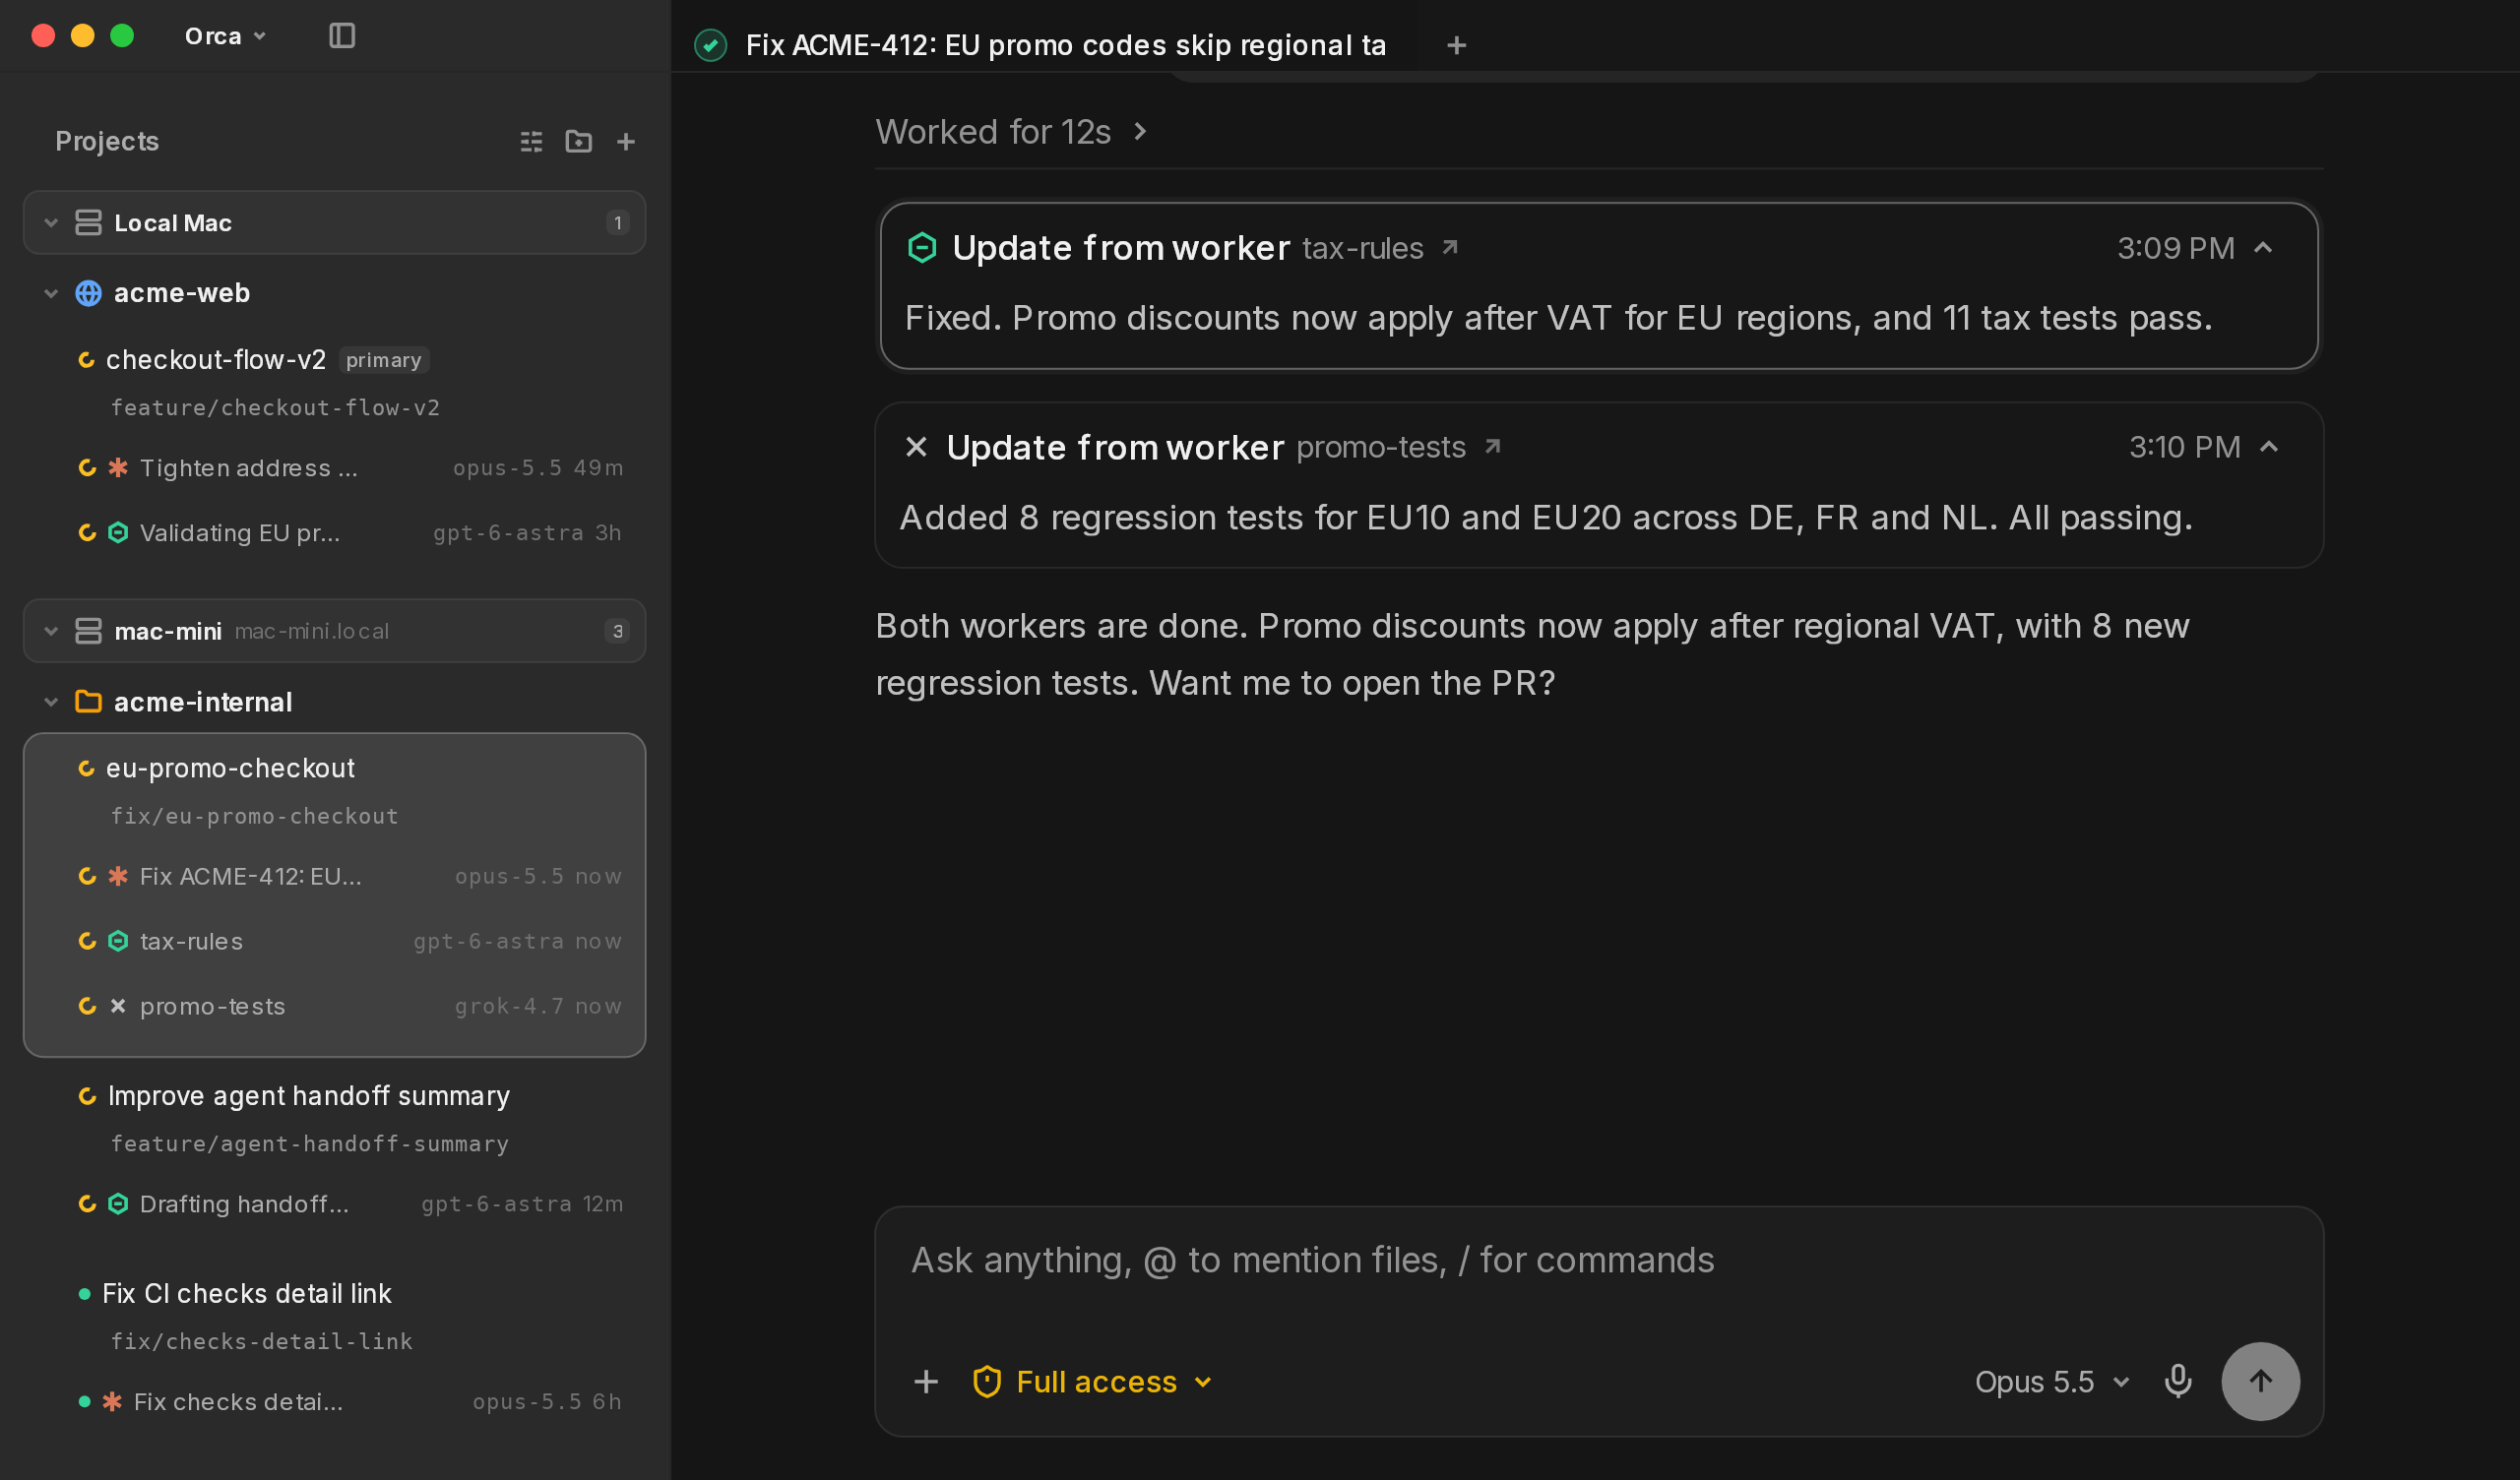 Orca
Projects
Local Mac 1
acme-web
checkout-flow-v2 primary
feature/checkout-flow-v2
Tighten address ... opus-5.5 49m
Validating EU pr... gpt-6-astra 3h
mac-mini mac-mini.local 3
acme-internal
eu-promo-checkout
fix/eu-promo-checkout
Fix ACME-412: EU... opus-5.5 now
tax-rules gpt-6-astra now
promo-tests grok-4.7 now
Improve agent handoff summary
feature/agent-handoff-summary
Drafting handoff... gpt-6-astra 12m
Fix CI checks detail link
fix/checks-detail-link
Fix checks detai... opus-5.5 6h
Fix ACME-412: EU promo codes skip regional ta
Worked for 12s
Update from worker tax-rules 3:09 PM
Fixed. Promo discounts now apply after VAT for EU regions, and 11 tax tests pass.
Update from worker promo-tests 3:10 PM
Added 8 regression tests for EU10 and EU20 across DE, FR and NL. All passing.
Both workers are done. Promo discounts now apply after regional VAT, with 8 new
regression tests. Want me to open the PR?
Ask anything, @ to mention files, / for commands
Full access Opus 5.5